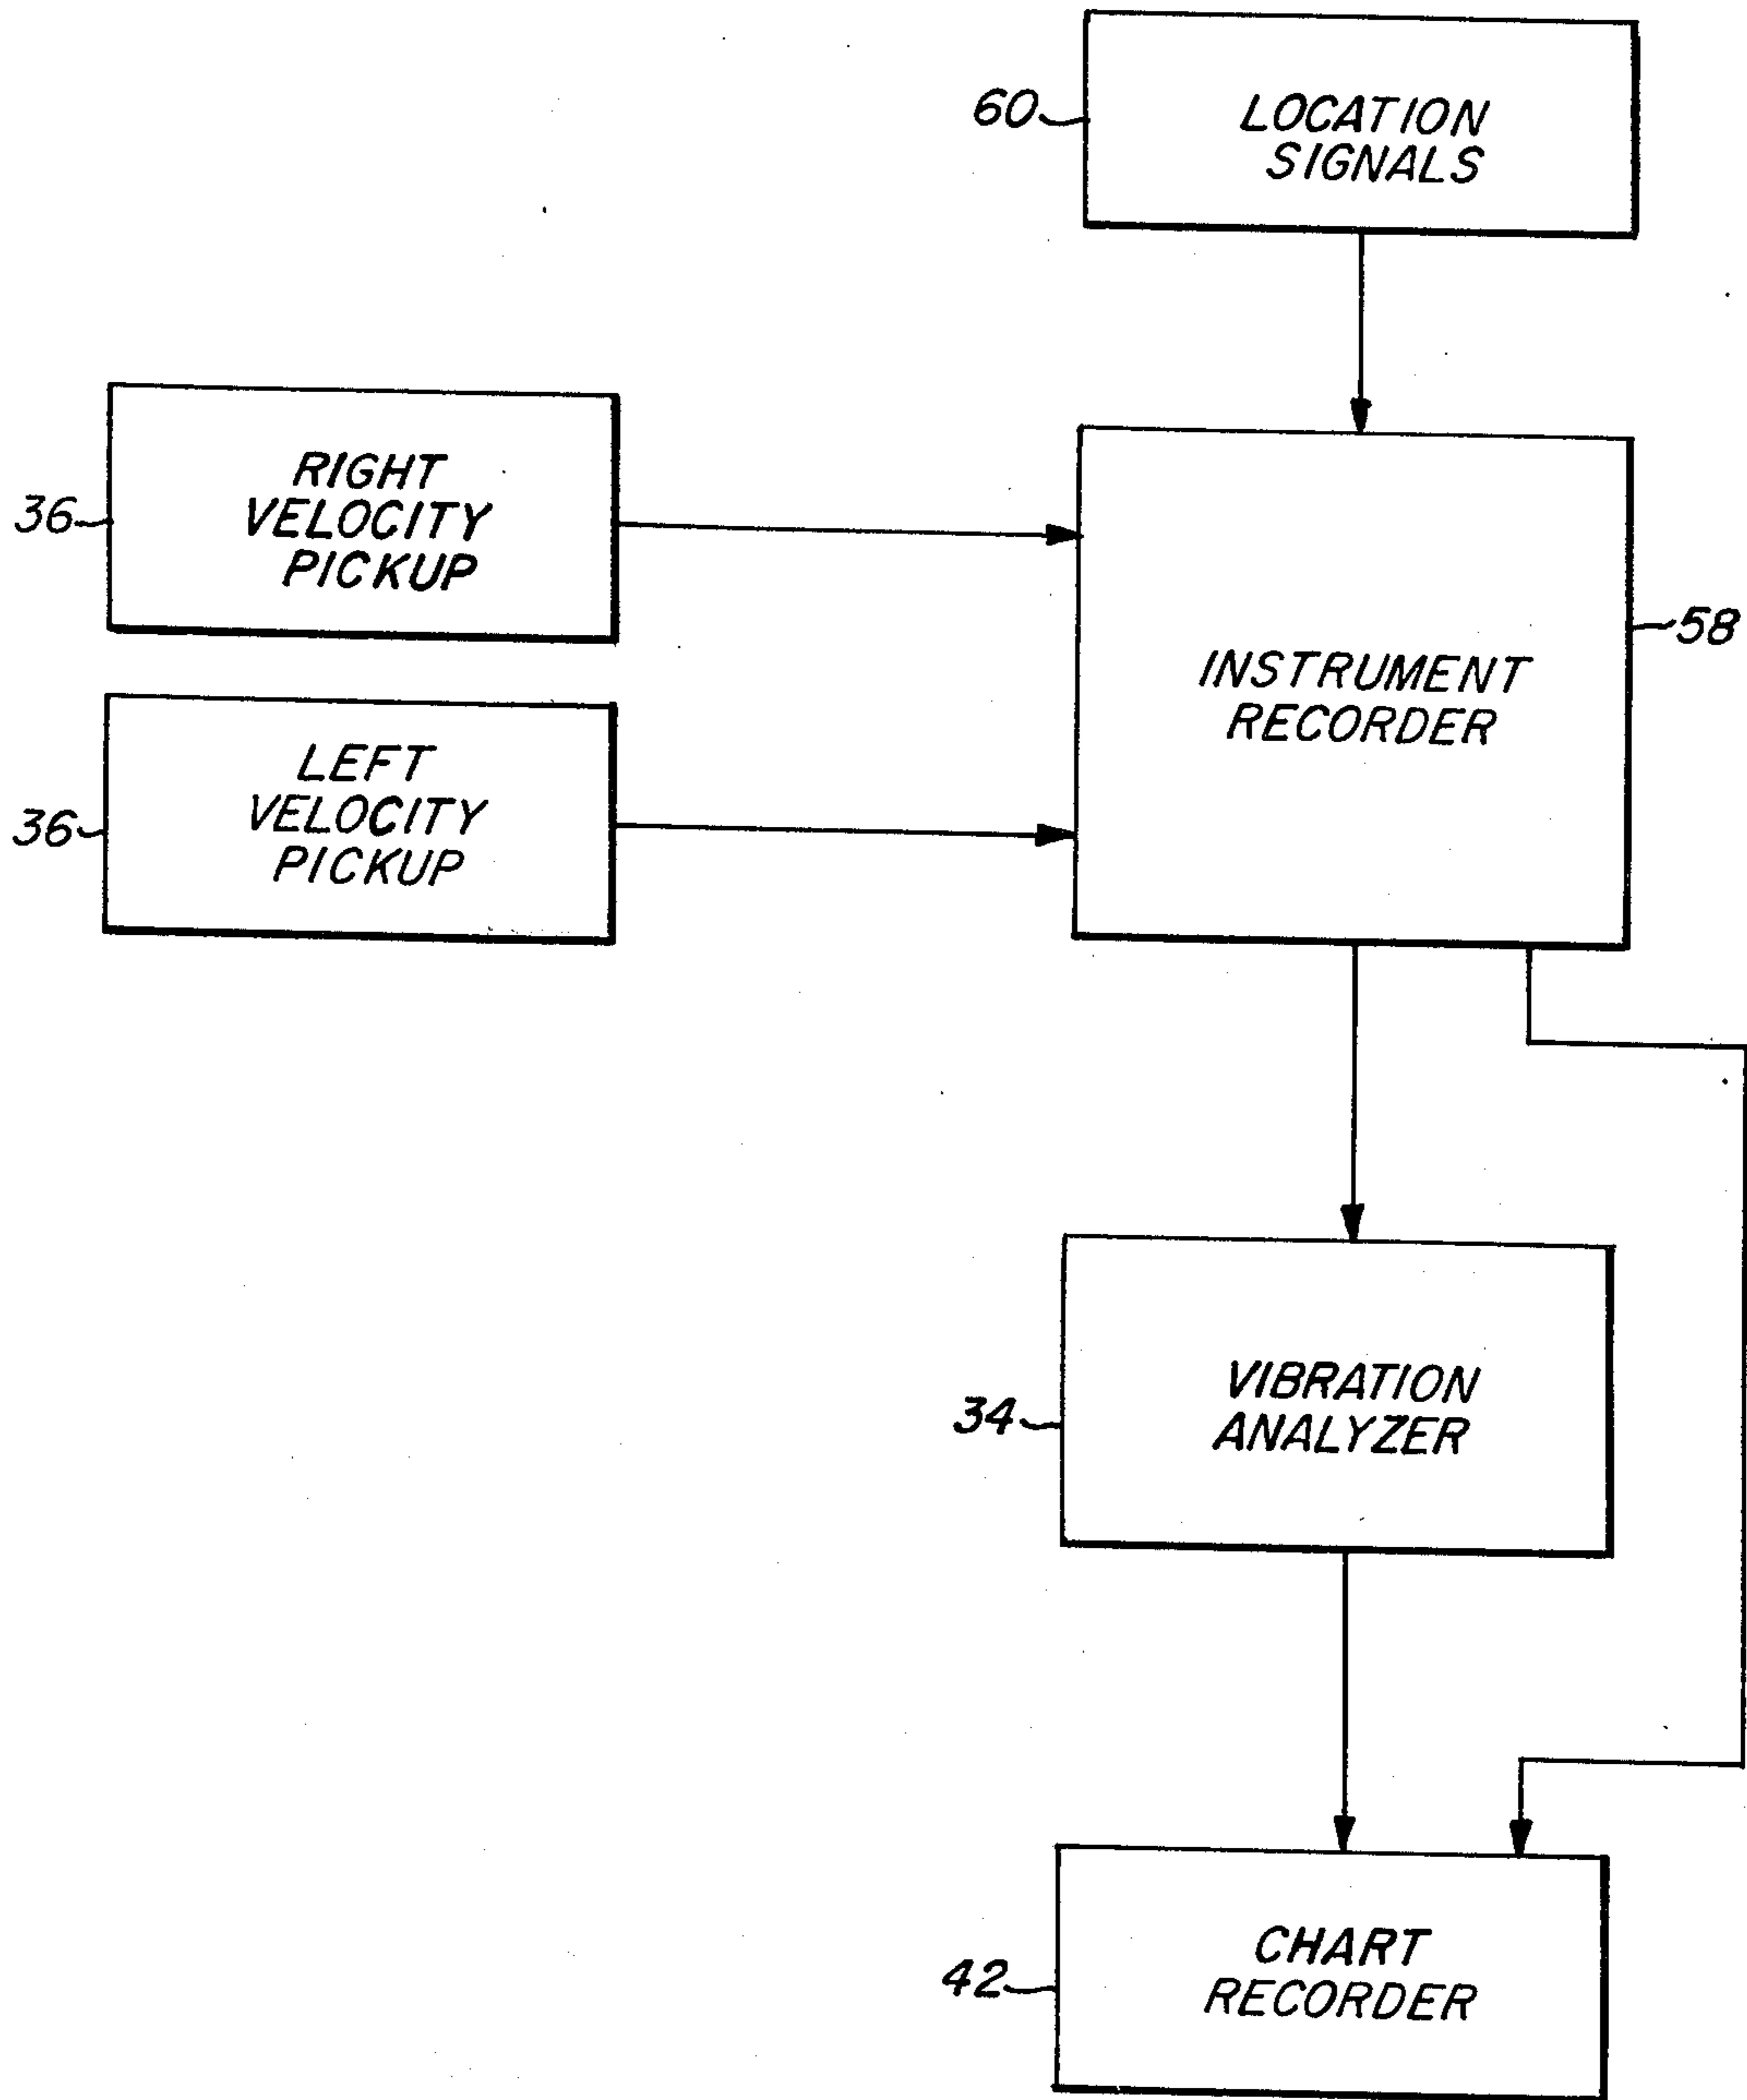 60
LOCATION
SIGNALS
36
RIGHT
VELOCITY
PICKUP
58
INSTRUMENT
RECORDER
36
LEFT
VELOCITY
PICKUP
34
VIBRATION
ANALYZER
42
CHART
RECORDER